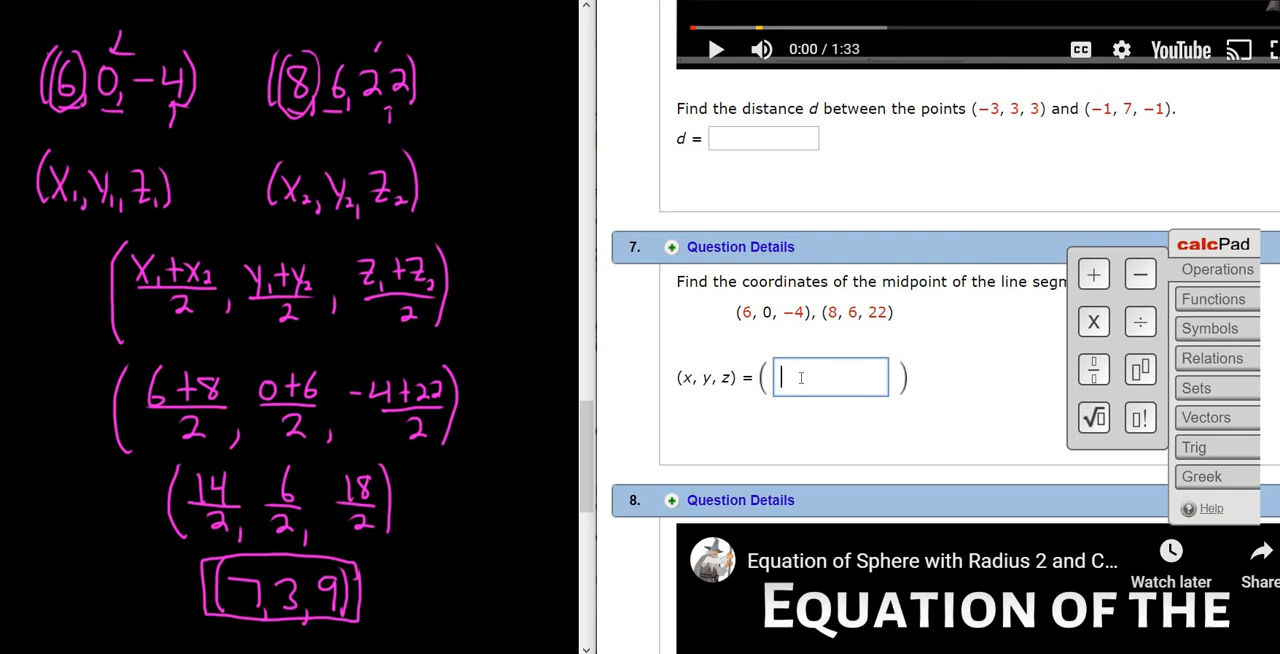 (6, 0, -4) (8, 6, 22)
(x₁, y₁, z₁) (x₂, y₂, z₂)
(x₁+x₂/2, y₁+y₂/2, z₁+z₂/2)
(6+8/2, 0+6/2, -4+22/2)
(14/2, 6/2, 18/2)
(7, 3, 9)
0:00 / 1:33
CC
YouTube
Find the distance d between the points (−3, 3, 3) and (−1, 7, −1).
d =
7. Question Details
Find the coordinates of the midpoint of the line segm
(6, 0, −4), (8, 6, 22)
(x, y, z) = ( )
calcPad
Operations
Functions
Symbols
Relations
Sets
Vectors
Trig
Greek
Help
+ −
X ÷
√ !
8. Question Details
Equation of Sphere with Radius 2 and C...
Watch later
Share
EQUATION OF THE